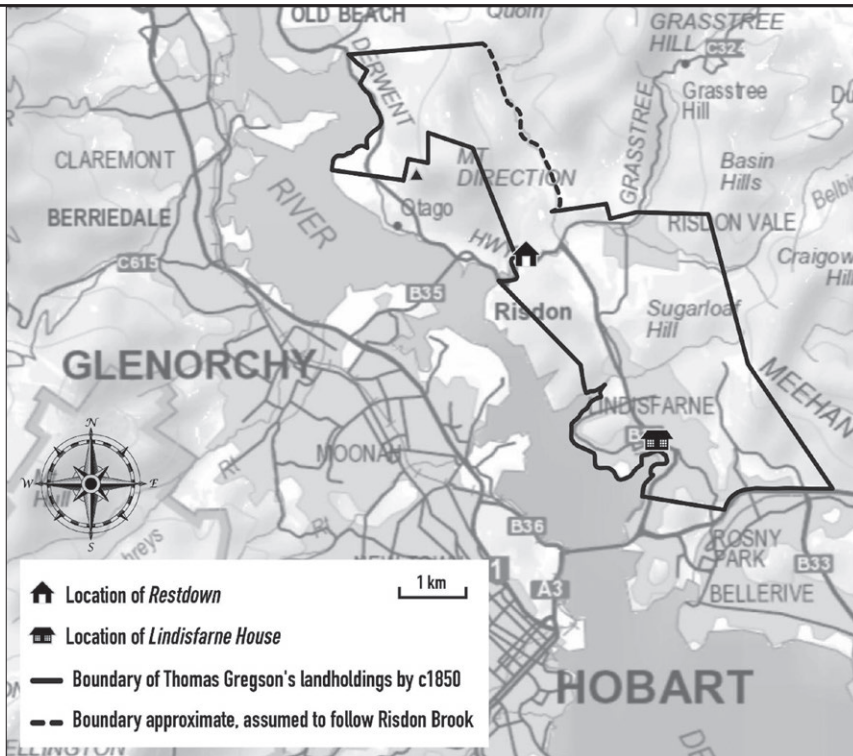 OLD BEACH
Quoin
GRASSTREE
HILL
C324
Grasstree
Hill
DERWENT
GRASSTREE
CLAREMONT
MT
DIRECTION
Basin
Hills
RIVER
Otago
BERRIEDALE
RISDON VALE
HWY
C615
B35
Risdon
Sugarloaf
Hill
GLENORCHY
MEEHAN
LINDISFARNE
MOONAH
N
W
E
S
B36
ROSNY
PARK
B33
1
A3
BELLERIVE
HOBART
Location of Restdown
1 km
Location of Lindisfarne House
Boundary of Thomas Gregson's landholdings by c1850
Boundary approximate, assumed to follow Risdon Brook